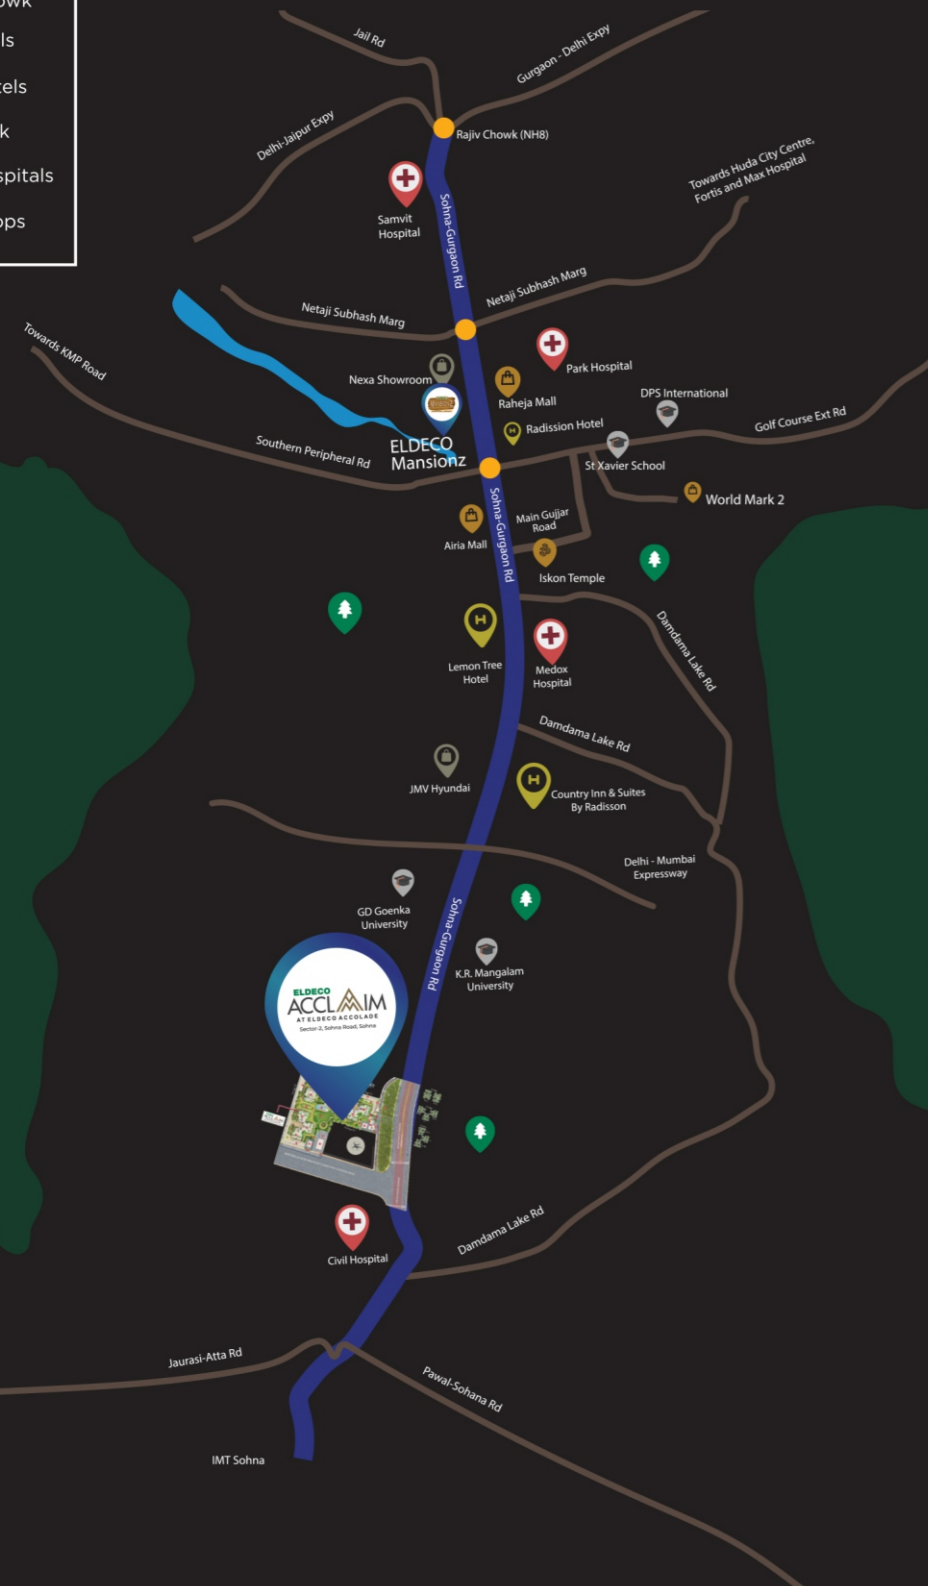 ls
k
Jail Rd
Gurgaon - Delhi Expy
Delhi-Jaipur Expy
Rajiv Chowk (NH8)
Towards Huda City Centre,
Fortis and Max Hospital
Samvit
Hospital
Sohna-Gurgaon Rd
Netaji Subhash Marg
Netaji Subhash Marg
Towards KMP Road
Nexa Showroom
Park Hospital
Raheja Mall
DPS International
Radission Hotel
Golf Course Ext Rd
ELDECO
Mansionz
Southern Peripheral Rd
St Xavier School
World Mark 2
Sohna-Gurgaon Rd
Airia Mall
Main Gujjar
Road
Iskon Temple
H
Lemon Tree
Hotel
Medox
Hospital
Damdama Lake Rd
Damdama Lake Rd
JMV Hyundai
H
Country Inn & Suites
By Radisson
Delhi - Mumbai
Expressway
GD Goenka
University
Sohna-Gurgaon Rd
K.R. Mangalam
University
ELDECO
ACCLAIM
AT ELDECO ACCOLADE
Sector-2, Sohna Road, Sohna
Civil Hospital
Damdama Lake Rd
Jaurasi-Atta Rd
Pawal-Sohana Rd
IMT Sohna